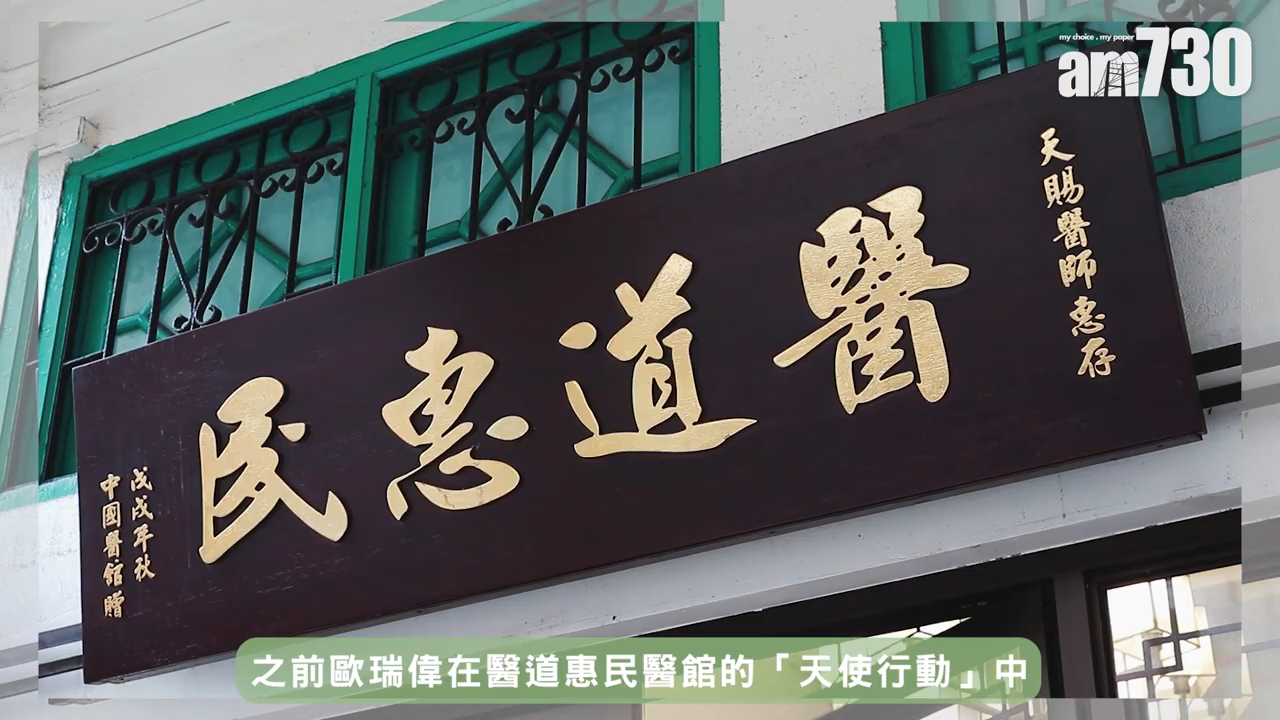 my choice . my paper
am730
天賜醫師惠存
醫道惠民
戊戌年秋
中國醫館贈
之前歐瑞偉在醫道惠民醫館的「天使行動」中